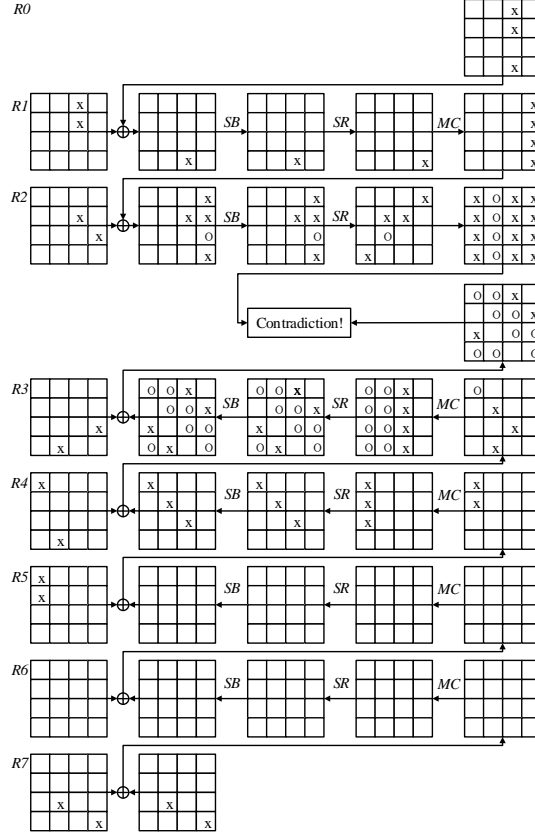 R0 x
x
x
R1 x x
x SB SR MC x
x
x x x x
R2 x x x x
x x x SB x x SR x x x O x x
x O O O x O x x
x x x x O x x
O O x
Contradiction! O O x
x O O
O O
R3 O O x O O x O O x O
O O x SB O O x SR O O x MC x
x x O O x O O O O x x
x O x O O x O O O x x
R4 x x x x x
x SB x SR x MC x
x x x
x
R5 x
x SB SR MC
R6
SB SR MC
R7
x x
x x